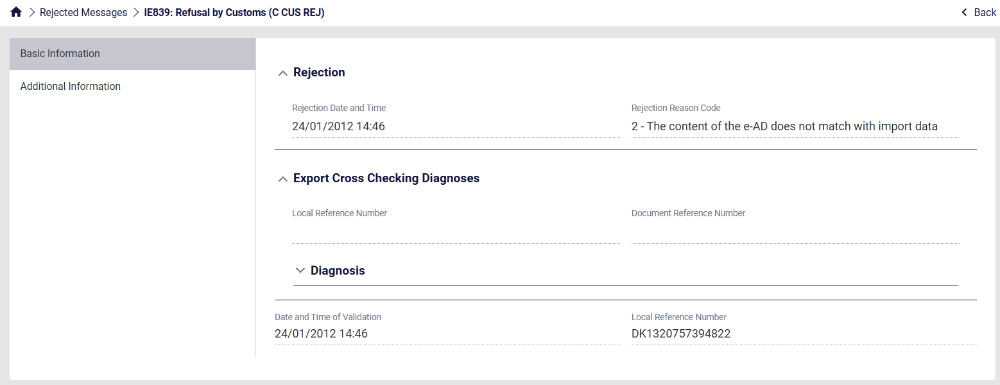 Rejected Messages IE839: Refusal by Customs (C CUS REJ) Back
Basic Information
Additional Information
Rejection
Rejection Date and Time Rejection Reason Code
24/01/2012 14:46 2 - The content of the e-AD does not match with import data
Export Cross Checking Diagnoses
Local Reference Number Document Reference Number
Diagnosis
Date and Time of Validation Local Reference Number
24/01/2012 14:46 DK1320757394822